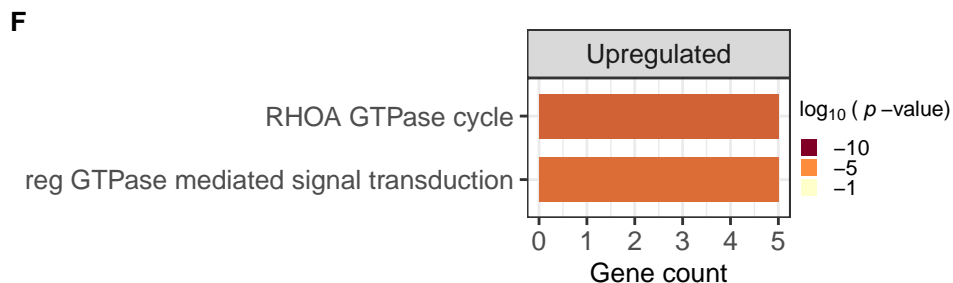 F
Upregulated
RHOA GTPase cycle
reg GTPase mediated signal transduction
0 1 2 3 4 5
Gene count
log₁₀ ( p –value)
–10
–5
–1